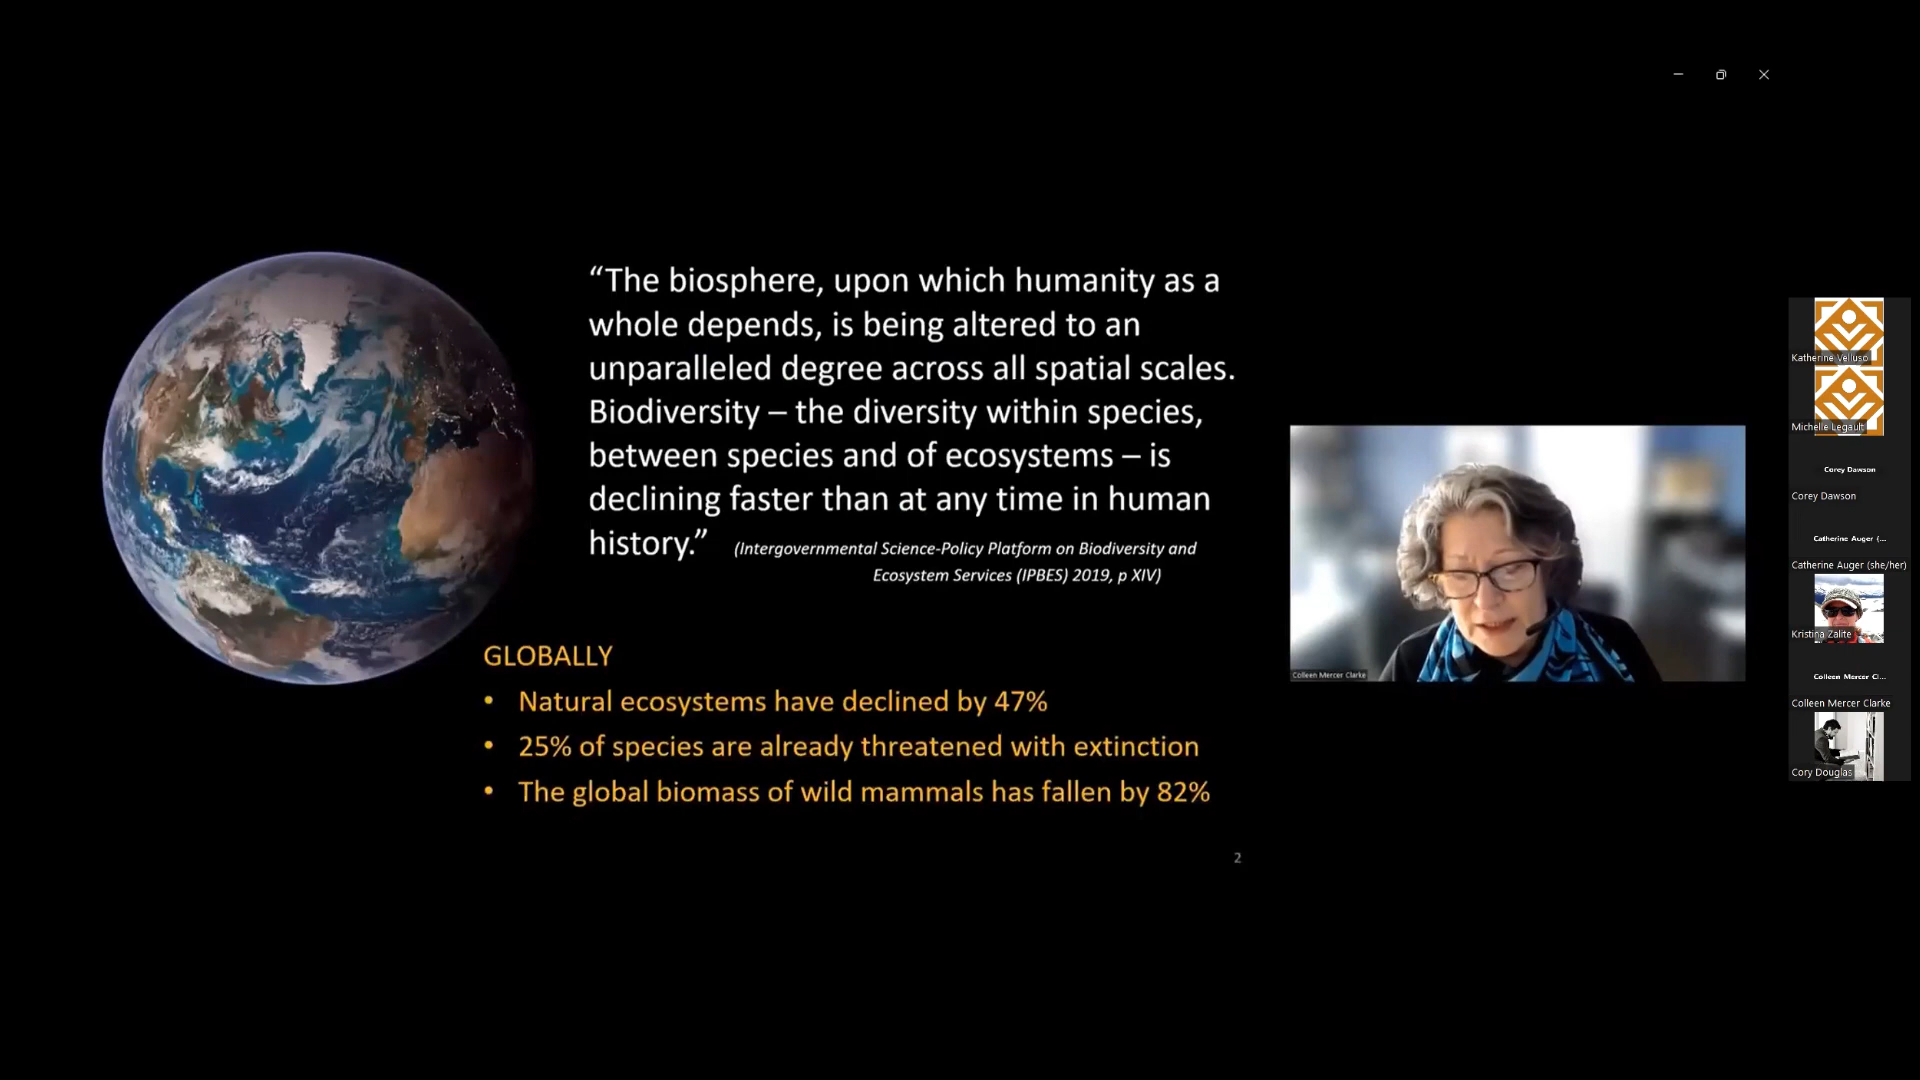 “The biosphere, upon which humanity as a
whole depends, is being altered to an
unparalleled degree across all spatial scales.
Biodiversity – the diversity within species,
between species and of ecosystems – is
declining faster than at any time in human
history.” (Intergovernmental Science-Policy Platform on Biodiversity and
Ecosystem Services (IPBES) 2019, p XIV)
GLOBALLY
• Natural ecosystems have declined by 47%
• 25% of species are already threatened with extinction
• The global biomass of wild mammals has fallen by 82%
2
Colleen Mercer Clarke
Katherine Velluso
Michelle Legault
Corey Dawson
Corey Dawson
Catherine Auger (...
Catherine Auger (she/her)
Kristina Zalite
Colleen Mercer Cl...
Colleen Mercer Clarke
Cory Douglas